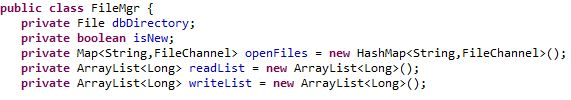 public class FileMgr {
private File dbDirectory;
private boolean isNew;
private Map<String,FileChannel> openFiles = new HashMap<String,FileChannel>();
private ArrayList<Long> readList = new ArrayList<Long>();
private ArrayList<Long> writeList = new ArrayList<Long>();